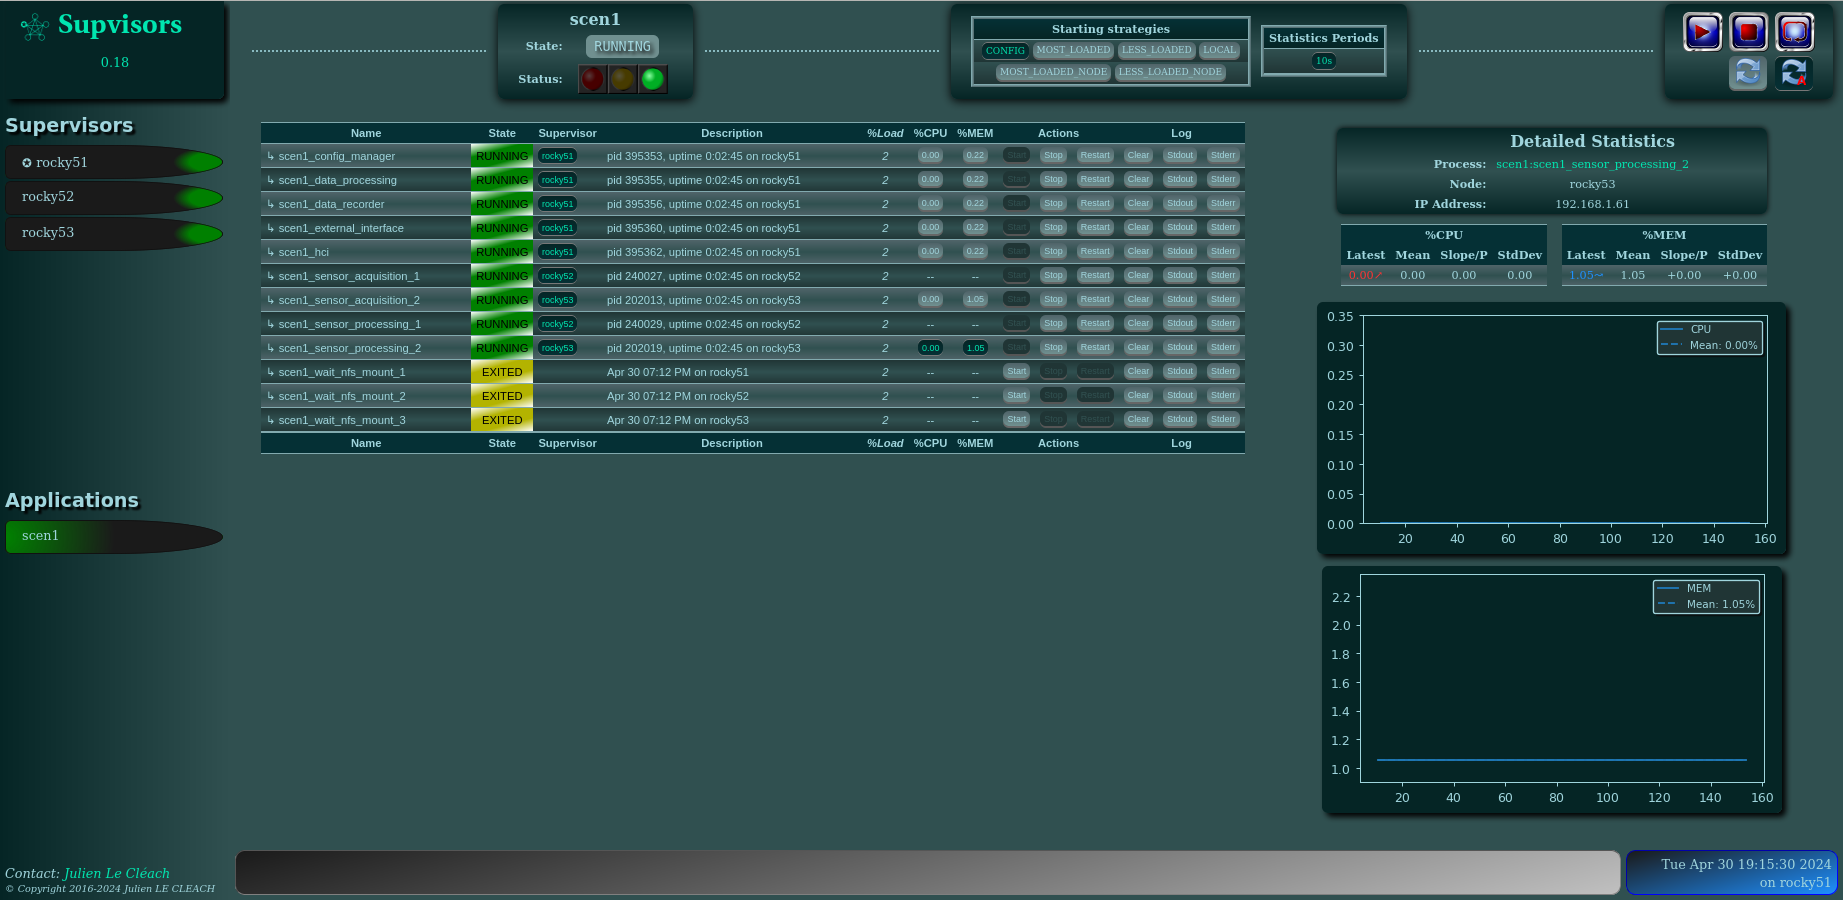 Supvisors
0.18
Supervisors
✪ rocky51
rocky52
rocky53
Applications
scen1
Contact: Julien Le Cléach
© Copyright 2016-2024 Julien LE CLEACH
scen1
State: RUNNING
Status:
Starting strategies
CONFIG MOST_LOADED LESS_LOADED LOCAL
MOST_LOADED_NODE LESS_LOADED_NODE
Statistics Periods
10s
Name State Supervisor Description %Load %CPU %MEM Actions Log
↳ scen1_config_manager RUNNING rocky51 pid 395353, uptime 0:02:45 on rocky51 2 0.00 0.22 Start Stop Restart Clear Stdout Stderr
↳ scen1_data_processing RUNNING rocky51 pid 395355, uptime 0:02:45 on rocky51 2 0.00 0.22 Start Stop Restart Clear Stdout Stderr
↳ scen1_data_recorder RUNNING rocky51 pid 395356, uptime 0:02:45 on rocky51 2 0.00 0.22 Start Stop Restart Clear Stdout Stderr
↳ scen1_external_interface RUNNING rocky51 pid 395360, uptime 0:02:45 on rocky51 2 0.00 0.22 Start Stop Restart Clear Stdout Stderr
↳ scen1_hci RUNNING rocky51 pid 395362, uptime 0:02:45 on rocky51 2 0.00 0.22 Start Stop Restart Clear Stdout Stderr
↳ scen1_sensor_acquisition_1 RUNNING rocky52 pid 240027, uptime 0:02:45 on rocky52 2 -- -- Start Stop Restart Clear Stdout Stderr
↳ scen1_sensor_acquisition_2 RUNNING rocky53 pid 202013, uptime 0:02:45 on rocky53 2 0.00 1.05 Start Stop Restart Clear Stdout Stderr
↳ scen1_sensor_processing_1 RUNNING rocky52 pid 240029, uptime 0:02:45 on rocky52 2 -- -- Start Stop Restart Clear Stdout Stderr
↳ scen1_sensor_processing_2 RUNNING rocky53 pid 202019, uptime 0:02:45 on rocky53 2 0.00 1.05 Start Stop Restart Clear Stdout Stderr
↳ scen1_wait_nfs_mount_1 EXITED Apr 30 07:12 PM on rocky51 2 -- -- Start Stop Restart Clear Stdout Stderr
↳ scen1_wait_nfs_mount_2 EXITED Apr 30 07:12 PM on rocky52 2 -- -- Start Stop Restart Clear Stdout Stderr
↳ scen1_wait_nfs_mount_3 EXITED Apr 30 07:12 PM on rocky53 2 -- -- Start Stop Restart Clear Stdout Stderr
Name State Supervisor Description %Load %CPU %MEM Actions Log
Detailed Statistics
Process: scen1:scen1_sensor_processing_2
Node: rocky53
IP Address: 192.168.1.61
%CPU
Latest Mean Slope/P StdDev
0.00↗ 0.00 0.00 0.00
%MEM
Latest Mean Slope/P StdDev
1.05~ 1.05 +0.00 +0.00
CPU
Mean: 0.00%
0.35
0.30
0.25
0.20
0.15
0.10
0.05
0.00
20 40 60 80 100 120 140 160
MEM
Mean: 1.05%
2.2
2.0
1.8
1.6
1.4
1.2
1.0
20 40 60 80 100 120 140 160
Tue Apr 30 19:15:30 2024
on rocky51